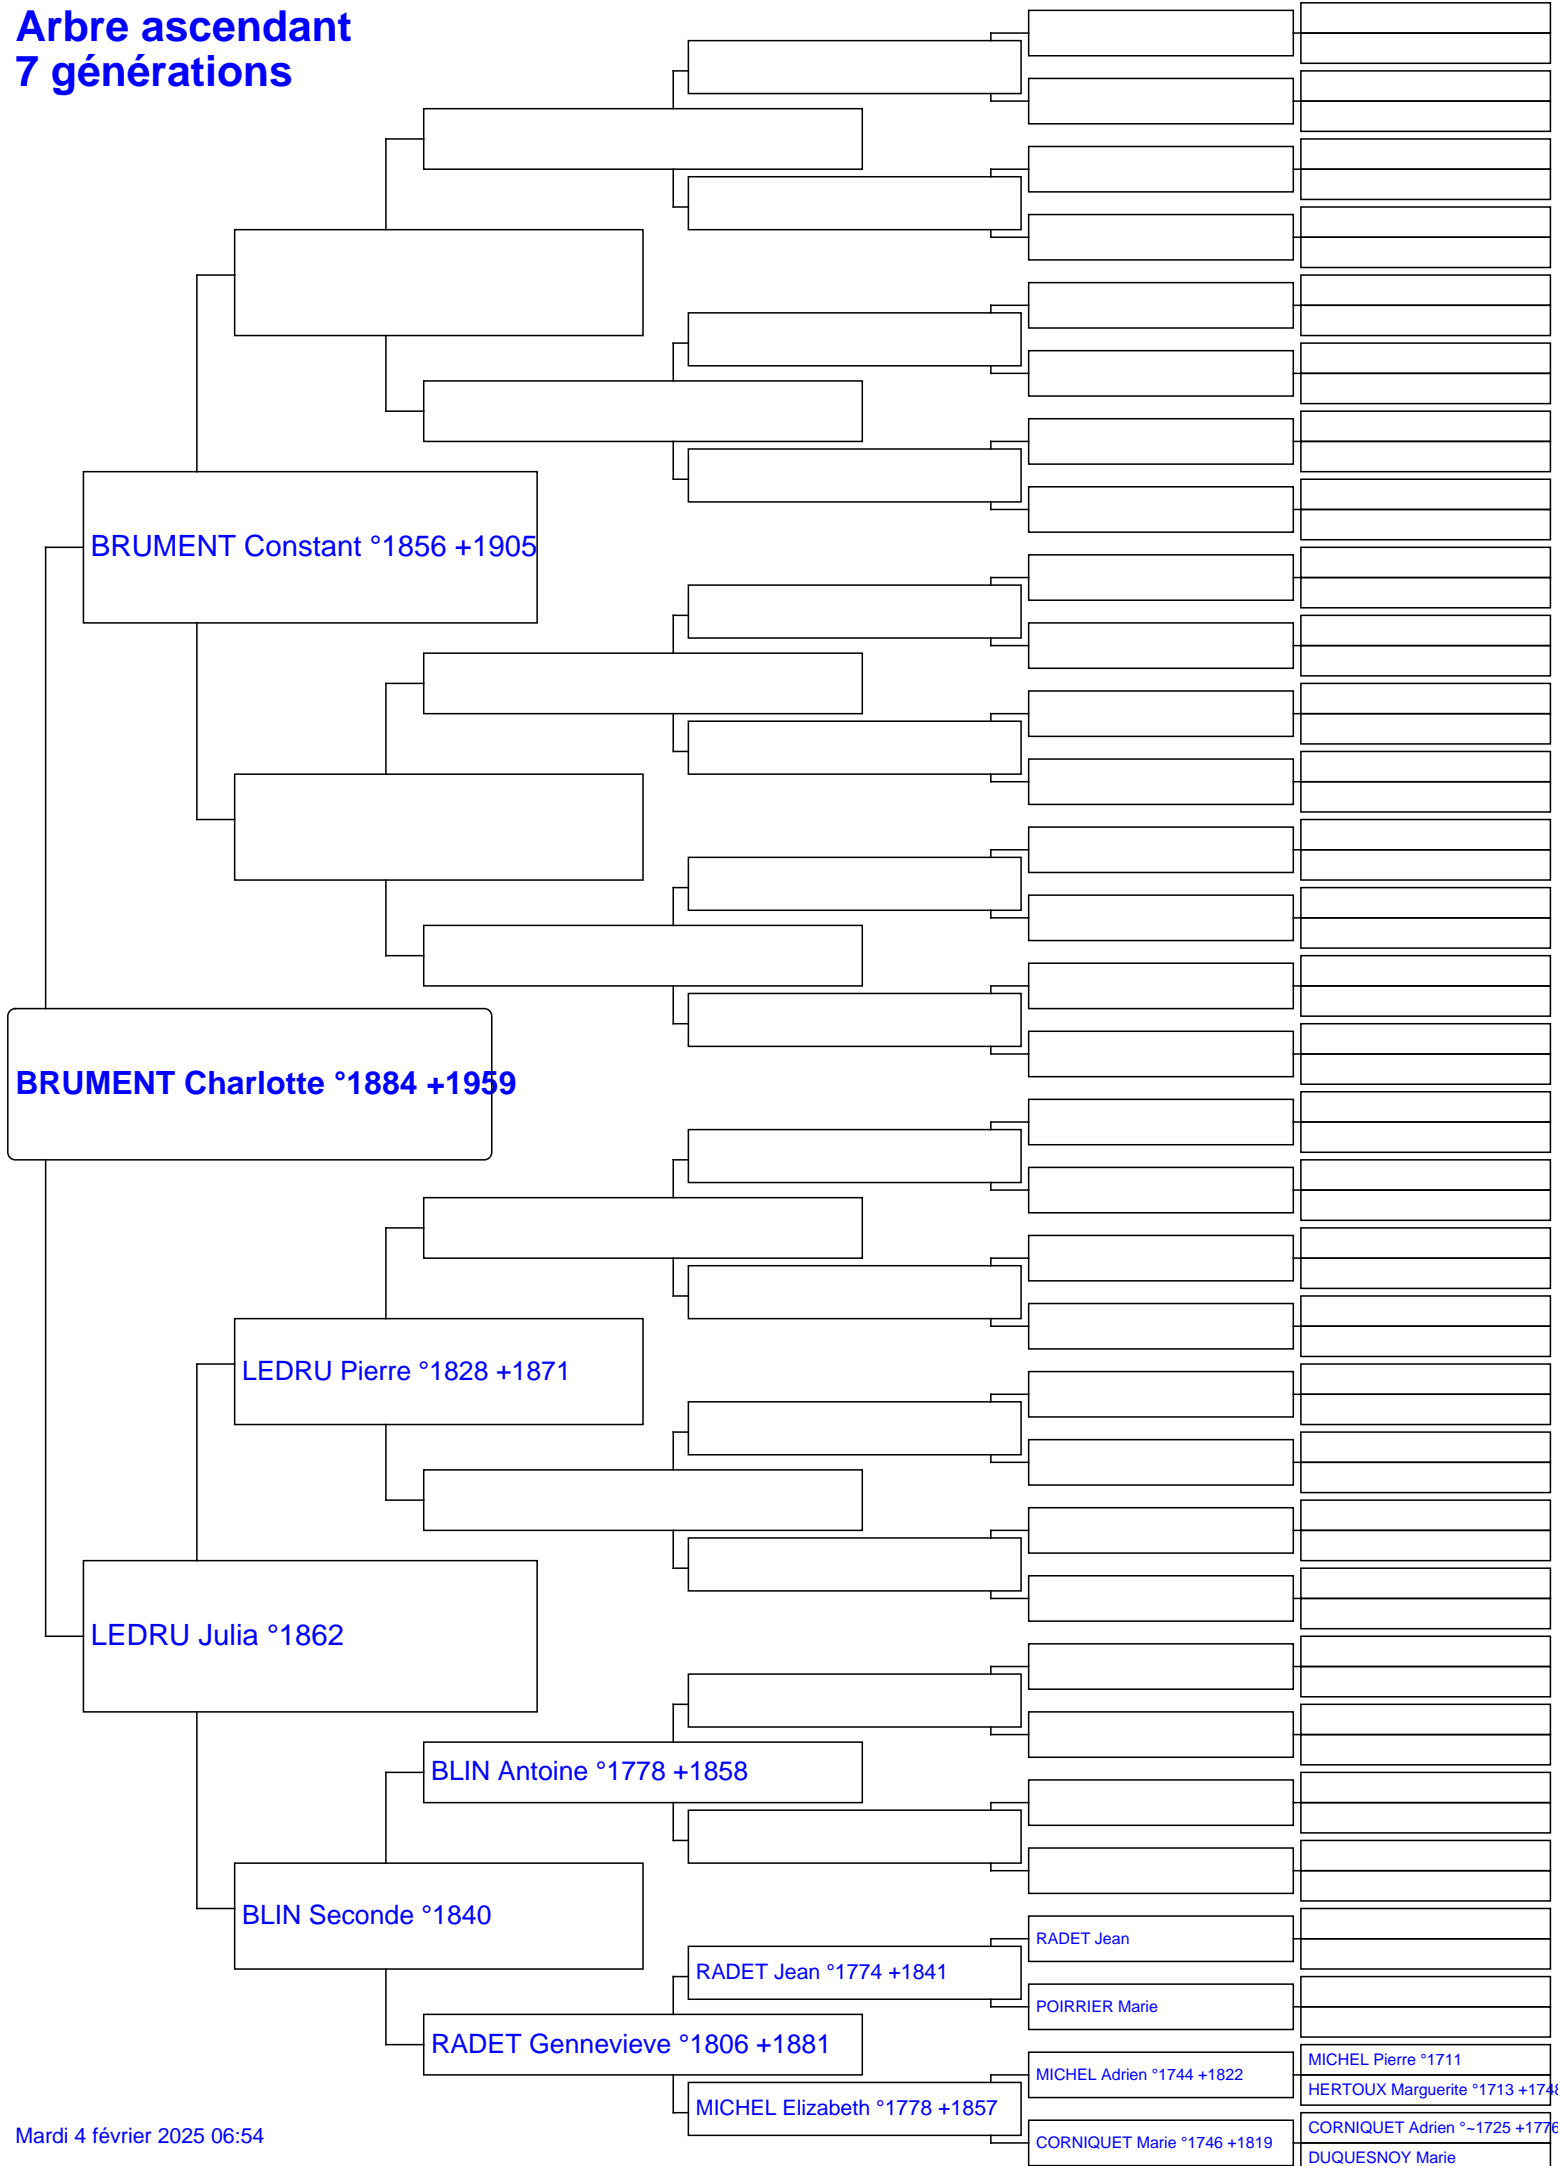 Arbre ascendant
7 générations
BRUMENT Constant °1856 +1905
BRUMENT Charlotte °1884 +1959
LEDRU Pierre °1828 +1871
LEDRU Julia °1862
BLIN Antoine °1778 +1858
BLIN Seconde °1840
RADET Jean
RADET Jean °1774 +1841
POIRRIER Marie
RADET Gennevieve °1806 +1881
MICHEL Pierre °1711
MICHEL Adrien °1744 +1822
HERTOUX Marguerite °1713 +1748
MICHEL Elizabeth °1778 +1857
CORNIQUET Adrien °~1725 +1776
CORNIQUET Marie °1746 +1819
DUQUESNOY Marie
Mardi 4 février 2025 06:54